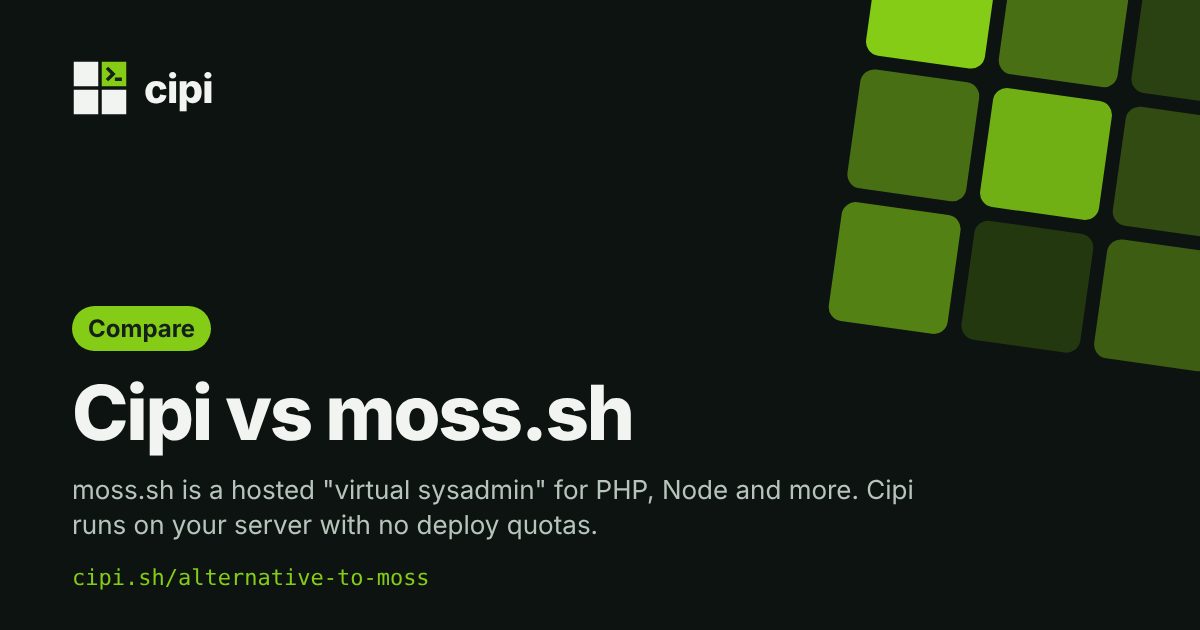 cipi
Compare
Cipi vs moss.sh
moss.sh is a hosted "virtual sysadmin" for PHP, Node and more. Cipi
runs on your server with no deploy quotas.
cipi.sh/alternative-to-moss